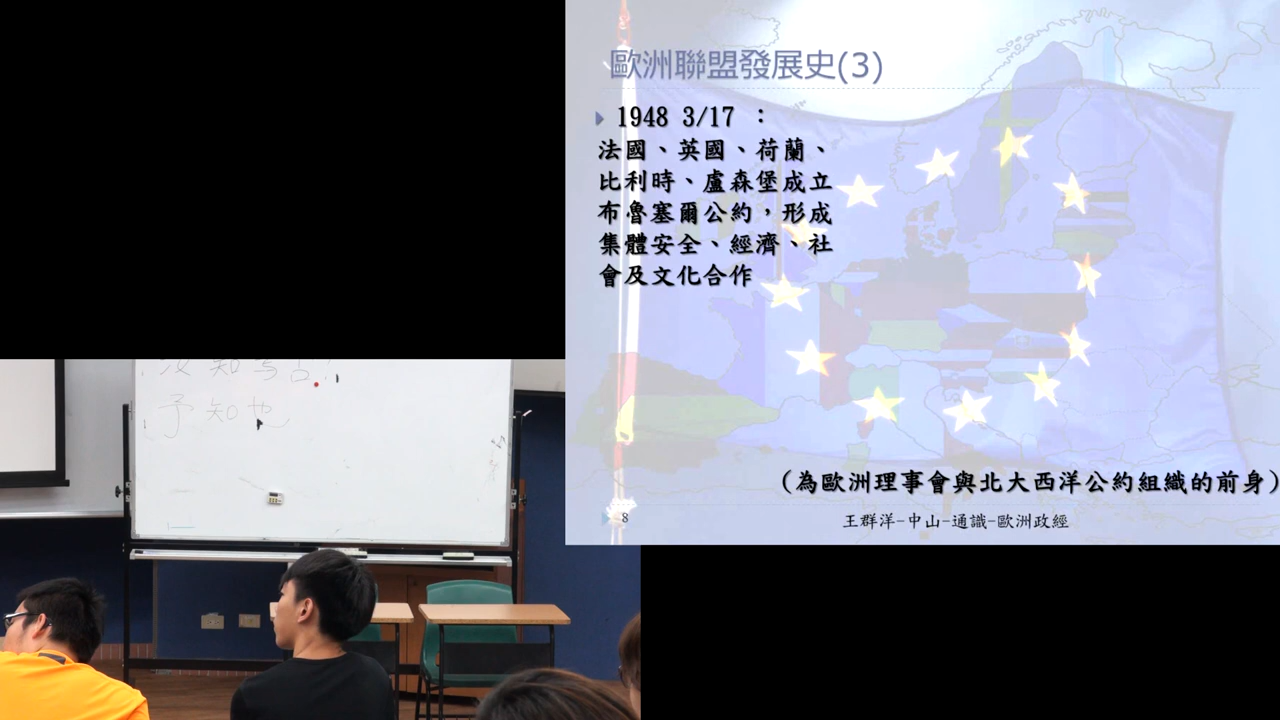 歐洲聯盟發展史(3)
1948 3/17 ：
法國、英國、荷蘭、
比利時、盧森堡成立
布魯塞爾公約，形成
集體安全、經濟、社
會及文化合作
(為歐洲理事會與北大西洋公約組織的前身)
8
王群洋-中山-通識-歐洲政經
予知也